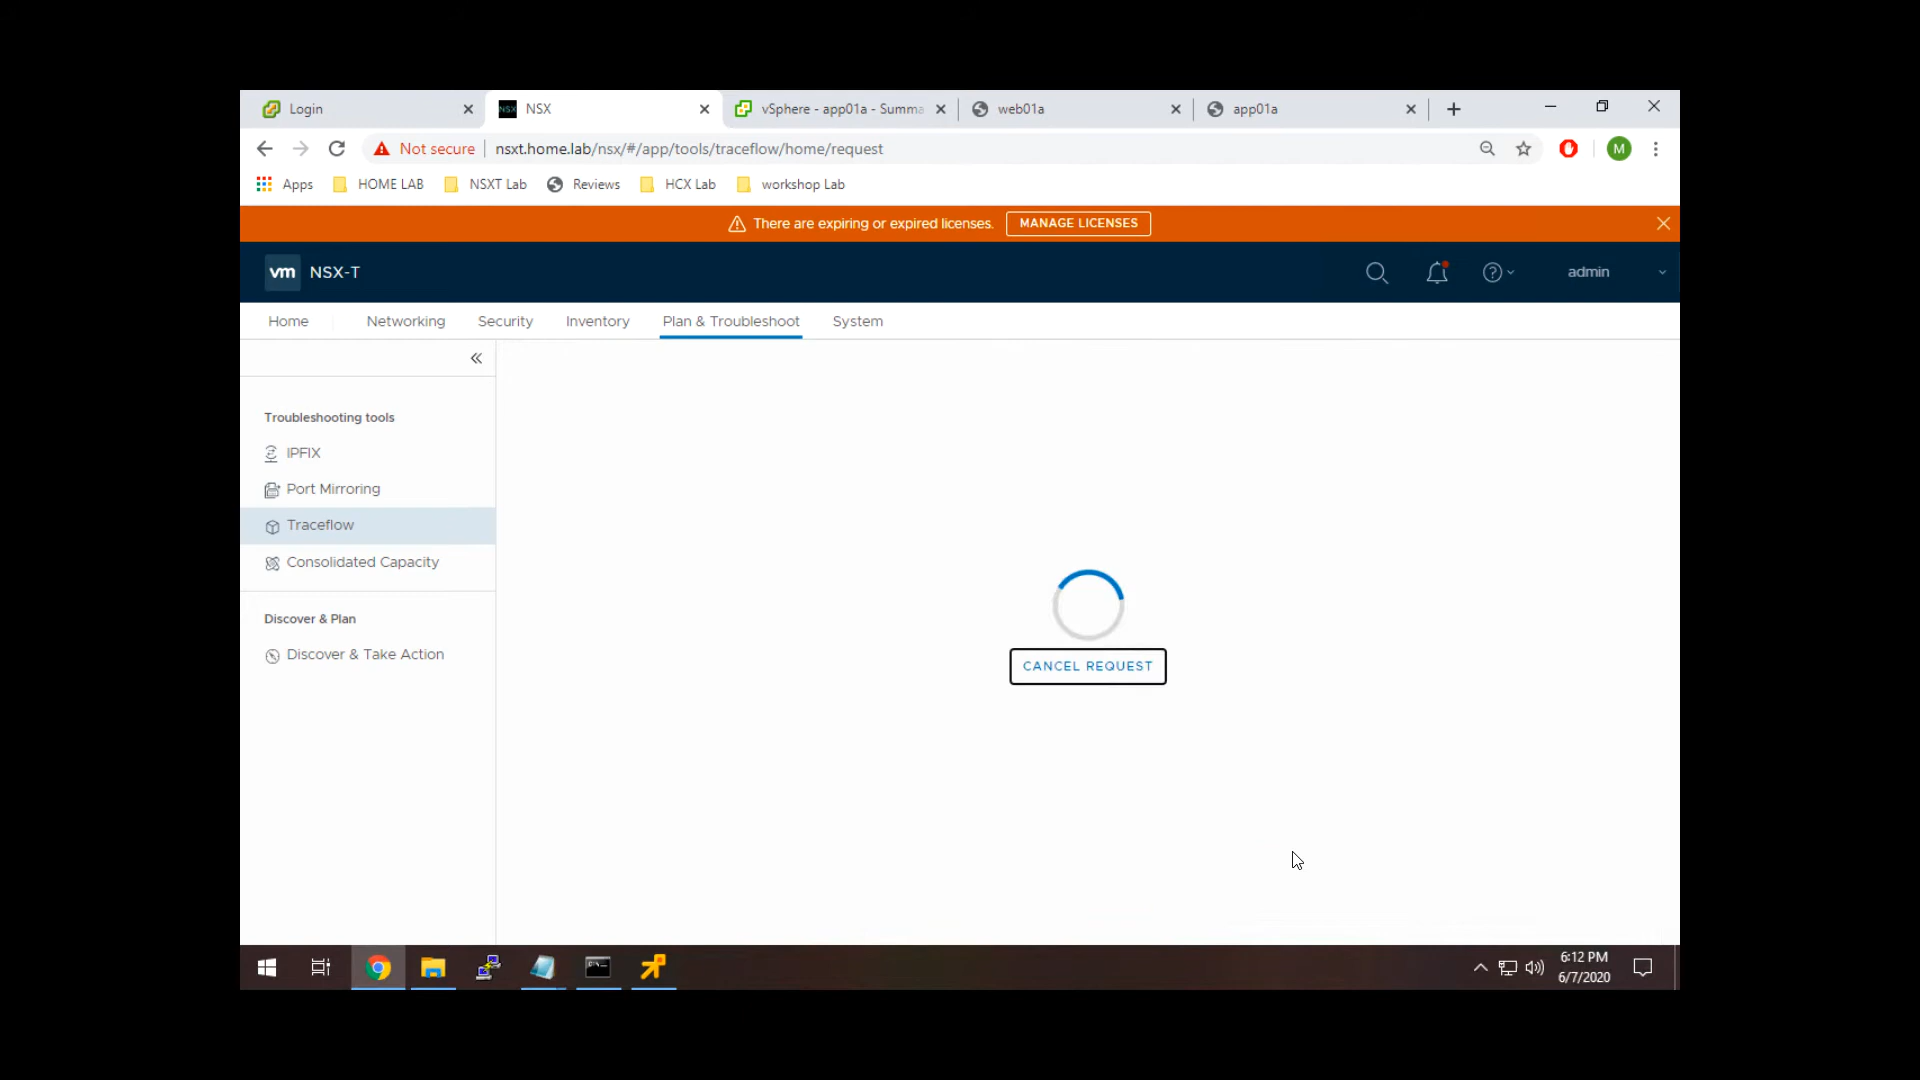 Login
NSX
vSphere - app01a - Summa
web01a
app01a
Not secure
nsxt.home.lab/nsx/#/app/tools/traceflow/home/request
M
Apps
HOME LAB
NSXT Lab
Reviews
HCX Lab
workshop Lab
There are expiring or expired licenses.
MANAGE LICENSES
vm NSX-T
admin
Home
Networking
Security
Inventory
Plan & Troubleshoot
System
Troubleshooting tools
IPFIX
Port Mirroring
Traceflow
Consolidated Capacity
Discover & Plan
Discover & Take Action
CANCEL REQUEST
6:12 PM
6/7/2020